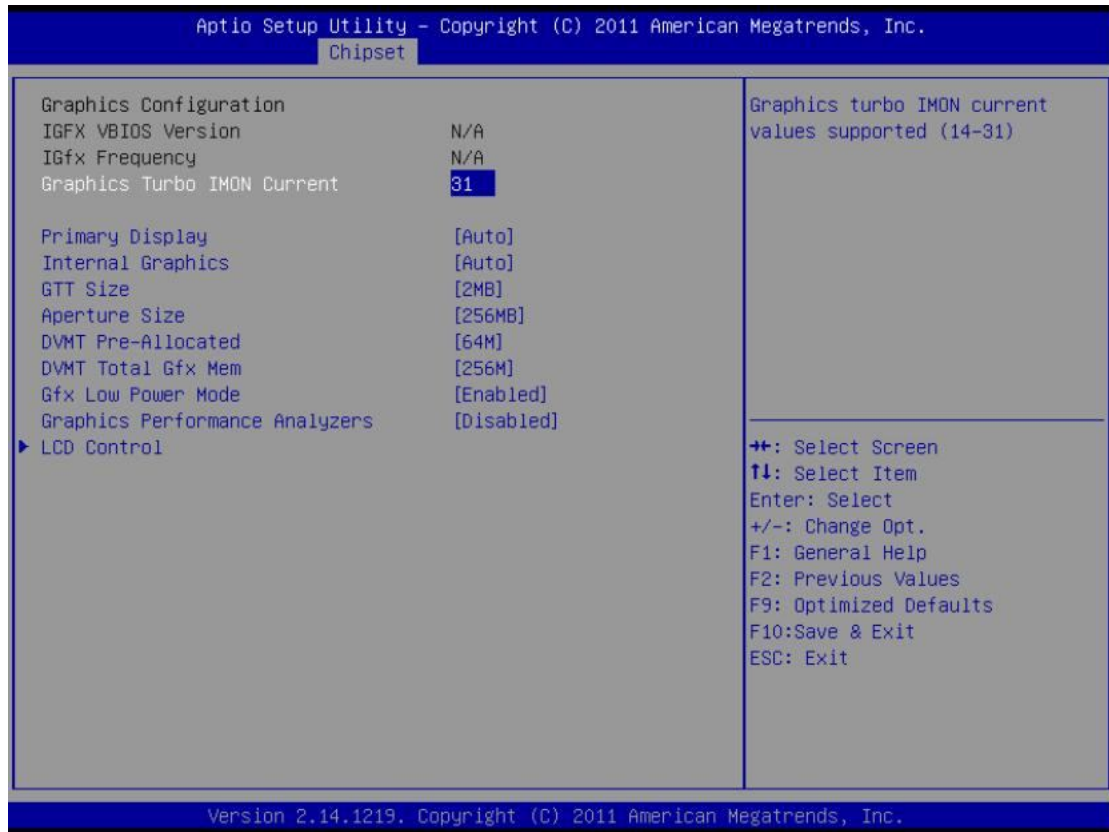 Aptio Setup Utility – Copyright (C) 2011 American Megatrends, Inc.
Chipset
Graphics Configuration
IGFX VBIOS Version N/A
IGfx Frequency N/A
Graphics Turbo IMON Current 31
Primary Display [Auto]
Internal Graphics [Auto]
GTT Size [2MB]
Aperture Size [256MB]
DVMT Pre-Allocated [64M]
DVMT Total Gfx Mem [256M]
Gfx Low Power Mode [Enabled]
Graphics Performance Analyzers [Disabled]
► LCD Control
Graphics turbo IMON current
values supported (14-31)
→←: Select Screen
↑↓: Select Item
Enter: Select
+/-: Change Opt.
F1: General Help
F2: Previous Values
F9: Optimized Defaults
F10:Save & Exit
ESC: Exit
Version 2.14.1219. Copyright (C) 2011 American Megatrends, Inc.